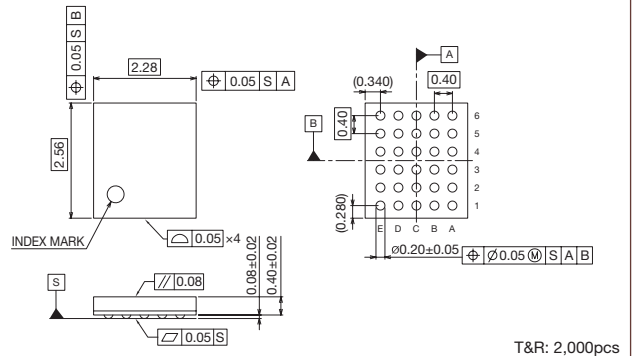 ⌖ 0.05 S B
2.28
⌖ 0.05 S A
2.56
INDEX MARK
⌓ 0.05 ×4
S
// 0.08
0.08±0.02
0.40±0.02
⏥ 0.05 S
A
(0.340)
0.40
0.40
B
6
5
4
3
2
1
(0.280)
E D C B A
ø0.20±0.05
⌖ Ø0.05 Ⓜ S A B
T&R: 2,000pcs